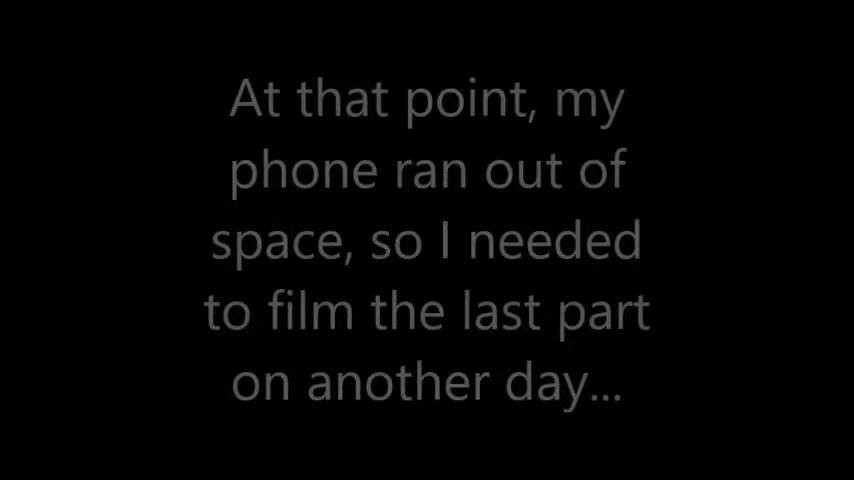 At that point, my
phone ran out of
space, so I needed
to film the last part
on another day...